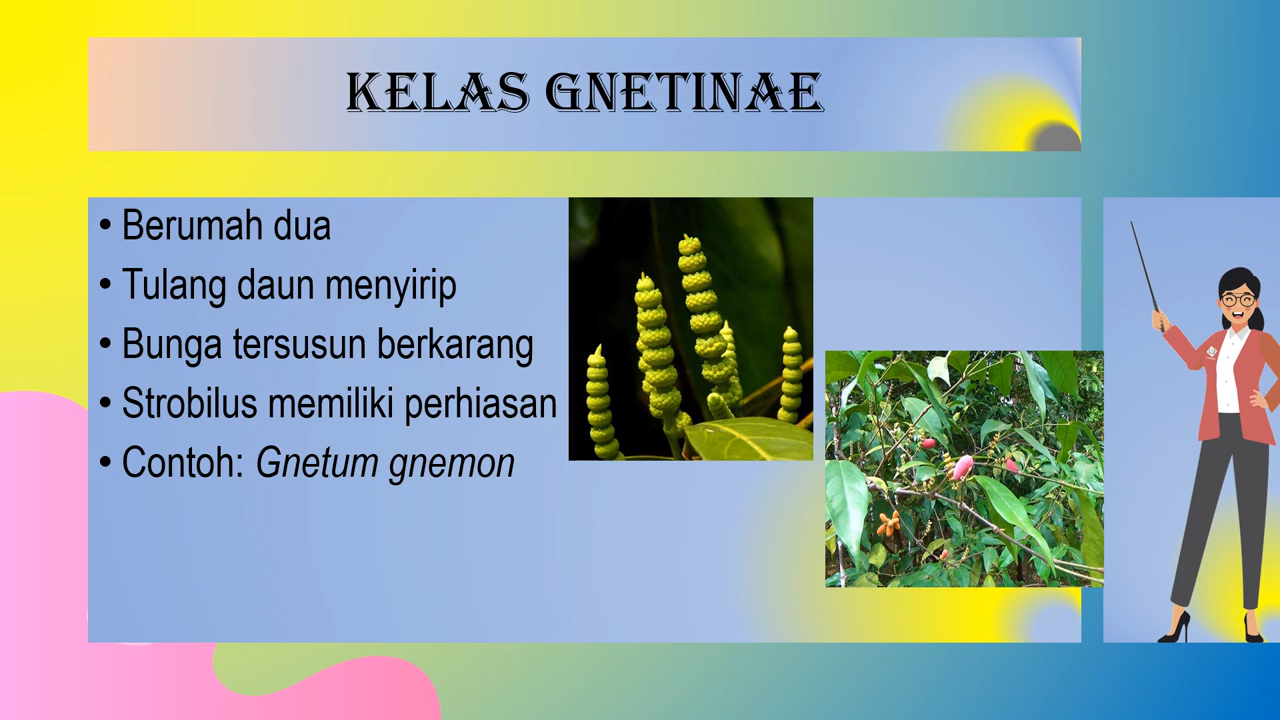 KELAS GNETINAE
• Berumah dua
• Tulang daun menyirip
• Bunga tersusun berkarang
• Strobilus memiliki perhiasan
• Contoh: Gnetum gnemon